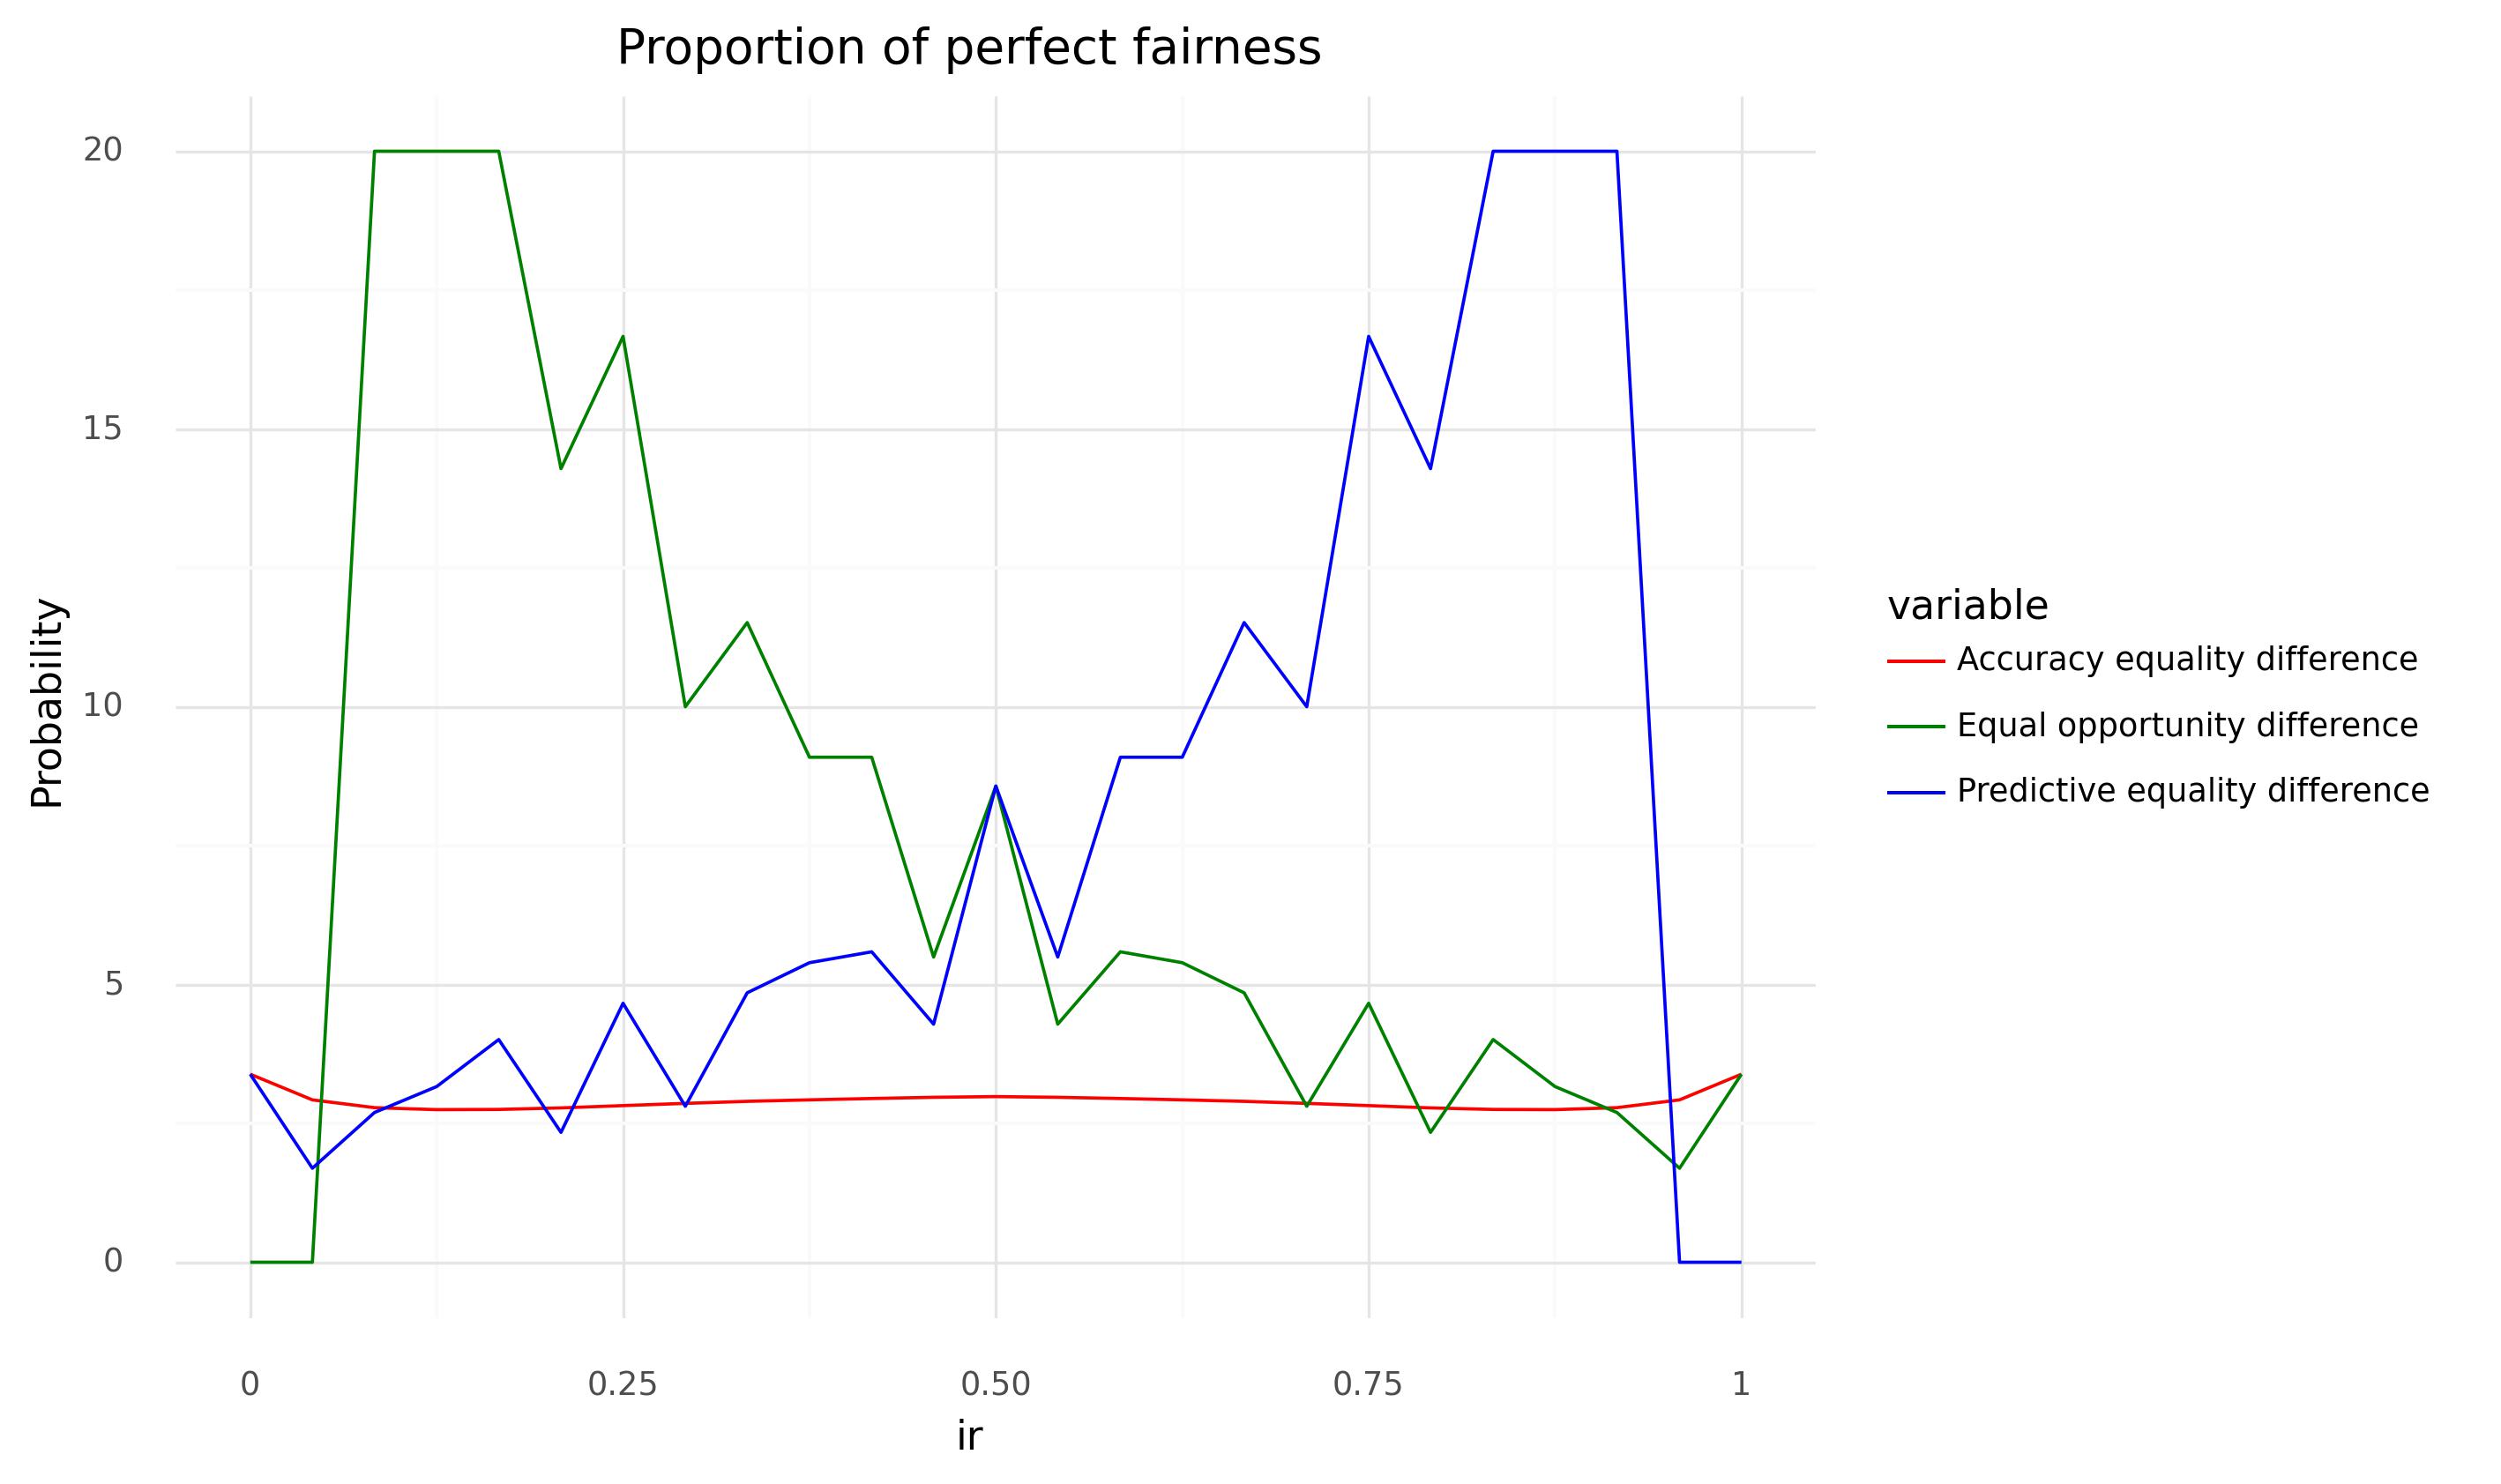 Proportion of perfect fairness
20
15
10
5
0
Probability
0 0.25 0.50 0.75 1
ir
variable
Accuracy equality difference
Equal opportunity difference
Predictive equality difference